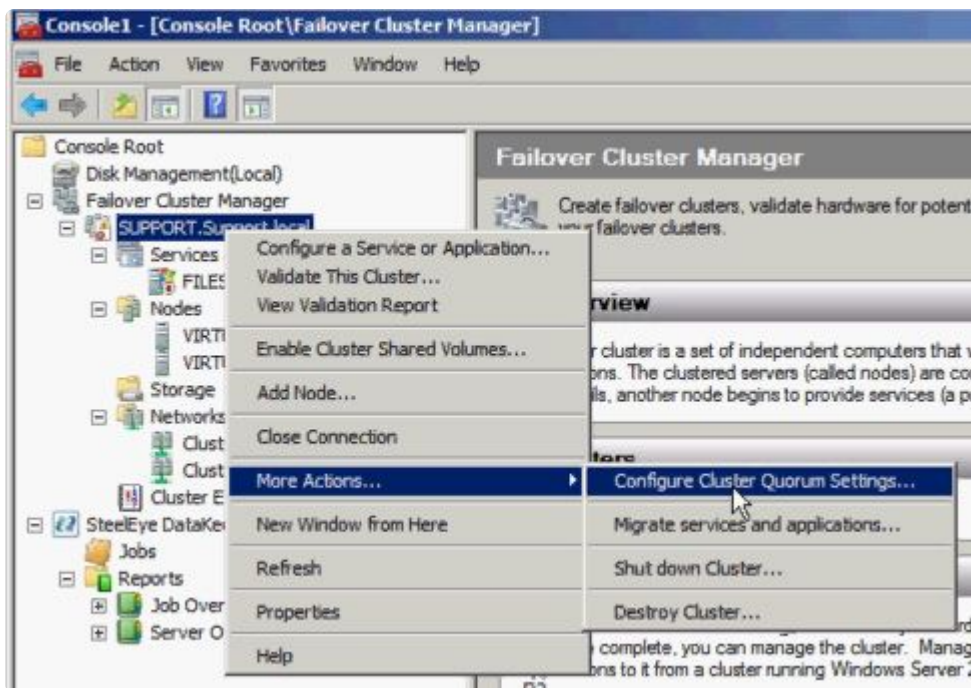 Console1 - [Console Root\Failover Cluster Manager]
File Action View Favorites Window Help
Console Root
Disk Management(Local)
Failover Cluster Manager
SUPPORT.Support.local
Services
FILES
Nodes
VIRTU
VIRTU
Storage
Networks
Clust
Clust
Cluster E
SteelEye DataKe
Jobs
Reports
Job Over
Server O
Configure a Service or Application...
Validate This Cluster...
View Validation Report
Enable Cluster Shared Volumes...
Add Node...
Close Connection
More Actions...
New Window from Here
Refresh
Properties
Help
Configure Cluster Quorum Settings...
Migrate services and applications...
Shut down Cluster...
Destroy Cluster...
Failover Cluster Manager
Create failover clusters, validate hardware for potent
your failover clusters.
rview
r cluster is a set of independent computers that
ons. The clustered servers (called nodes) are co
ils, another node begins to provide services (a p
ters
complete, you can manage the cluster. Manag
ons to it from a cluster running Windows Server 2